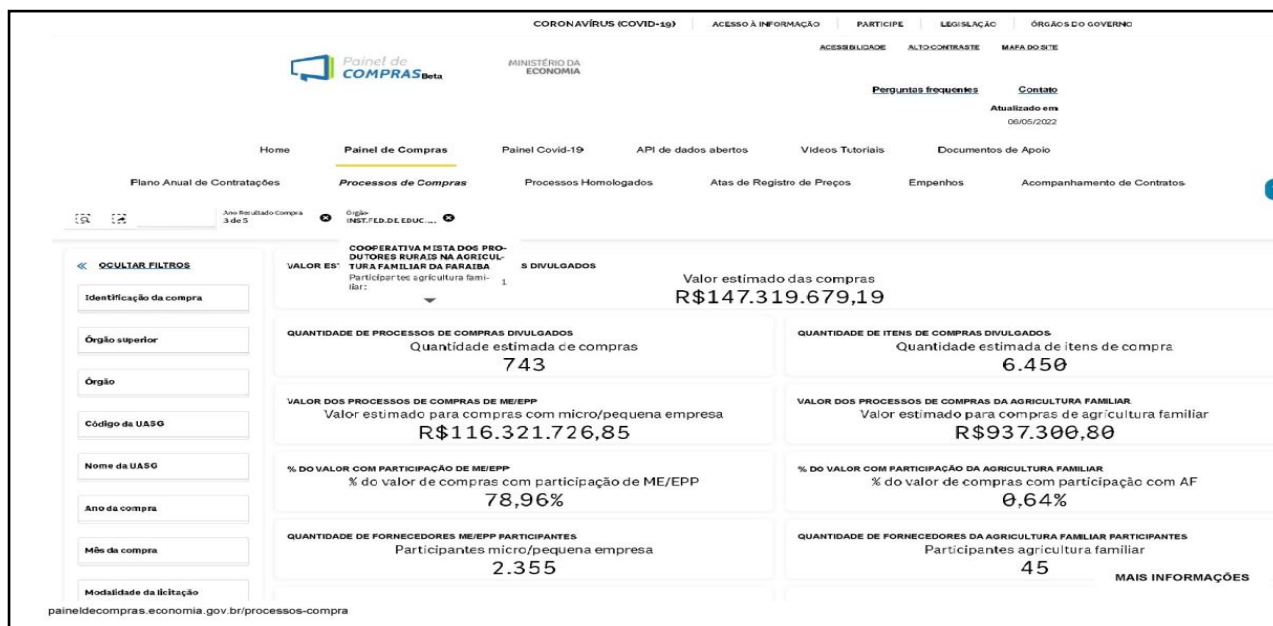 CORONAVÍRUS (COVID-19) ACESSO À INFORMAÇÃO PARTICIPE LEGISLAÇÃO ÓRGÃOS DO GOVERNO
ACESSIBILIDADE ALTO CONTRASTE MAPA DO SITE
Painel de
COMPRAS Beta
MINISTÉRIO DA
ECONOMIA
Perguntas frequentes Contato
Atualizado em
06/05/2022
Home Painel de Compras Painel Covid-19 API de dados abertos Vídeos Tutoriais Documentos de Apoio
Plano Anual de Contratações Processos de Compras Processos Homologados Atas de Registro de Preços Empenhos Acompanhamento de Contratos
Ano Resultado Compra
3 de 5
Órgão
INST.FED.DE EDUC....
COOPERATIVA MISTA DOS PRO-
DUTORES RURAIS NA AGRICUL-
TURA FAMILIAR DA PARAIBA
Participantes agricultura fami-
liar: 1
OCULTAR FILTROS
Identificação da compra
Órgão superior
Órgão
Código da UASG
Nome da UASG
Ano da compra
Mês da compra
Modalidade da licitação
VALOR EST S DIVULGADOS
Valor estimado das compras
R$147.319.679,19
QUANTIDADE DE PROCESSOS DE COMPRAS DIVULGADOS
Quantidade estimada de compras
743
QUANTIDADE DE ITENS DE COMPRAS DIVULGADOS
Quantidade estimada de itens de compra
6.450
VALOR DOS PROCESSOS DE COMPRAS DE ME/EPP
Valor estimado para compras com micro/pequena empresa
R$116.321.726,85
VALOR DOS PROCESSOS DE COMPRAS DA AGRICULTURA FAMILIAR
Valor estimado para compras de agricultura familiar
R$937.300,80
% DO VALOR COM PARTICIPAÇÃO DE ME/EPP
% do valor de compras com participação de ME/EPP
78,96%
% DO VALOR COM PARTICIPAÇÃO DA AGRICULTURA FAMILIAR
% do valor de compras com participação com AF
0,64%
QUANTIDADE DE FORNECEDORES ME/EPP PARTICIPANTES
Participantes micro/pequena empresa
2.355
QUANTIDADE DE FORNECEDORES DA AGRICULTURA FAMILIAR PARTICIPANTES
Participantes agricultura familiar
45
MAIS INFORMAÇÕES
paineldecompras.economia.gov.br/processos-compra